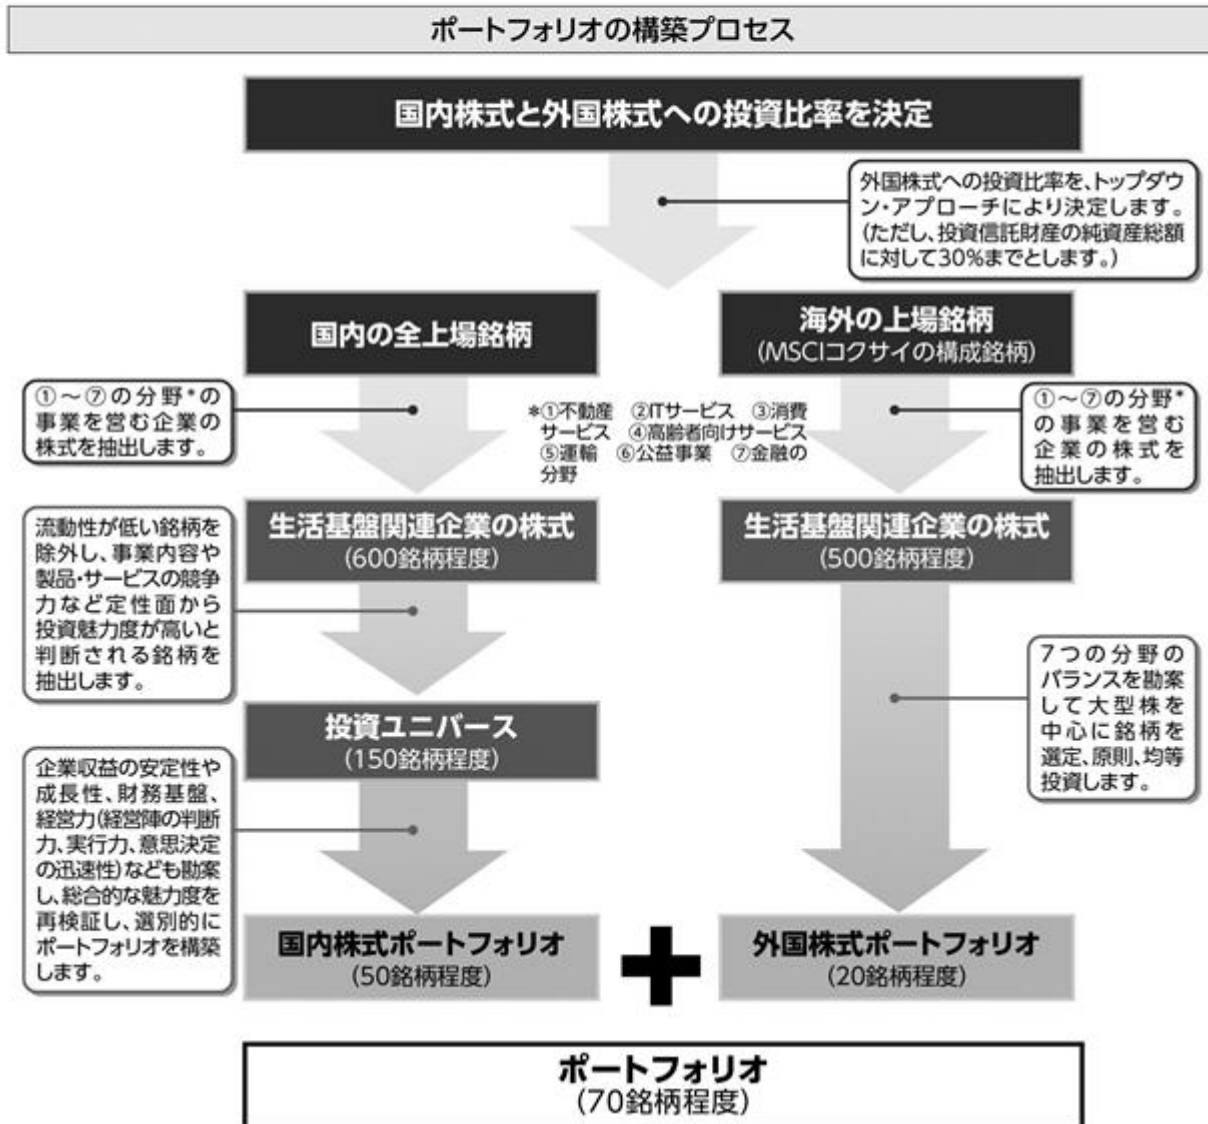 ポートフォリオの構築プロセス
国内株式と外国株式への投資比率を決定
外国株式への投資比率を、トップダウ
ン・アプローチにより決定します。
(ただし、投資信託財産の純資産総額
に対して30%までとします。)
国内の全上場銘柄
海外の上場銘柄
(MSCIコクサイの構成銘柄)
①～⑦の分野*の
事業を営む企業の
株式を抽出します。
*①不動産 ②ITサービス ③消費
サービス ④高齢者向けサービス
⑤運輸 ⑥公益事業 ⑦金融の
分野
①～⑦の分野*
の事業を営む
企業の株式を
抽出します。
生活基盤関連企業の株式
(600銘柄程度)
生活基盤関連企業の株式
(500銘柄程度)
流動性が低い銘柄を
除外し、事業内容や
製品・サービスの競争
力など定性面から
投資魅力度が高いと
判断される銘柄を
抽出します。
7つの分野の
バランスを勘案
して大型株を
中心に銘柄を
選定、原則、均等
投資します。
投資ユニバース
(150銘柄程度)
企業収益の安定性や
成長性、財務基盤、
経営力(経営陣の判断
力、実行力、意思決定
の迅速性)なども勘案
し、総合的な魅力度を
再検証し、選別的に
ポートフォリオを構築
します。
国内株式ポートフォリオ
(50銘柄程度)
外国株式ポートフォリオ
(20銘柄程度)
ポートフォリオ
(70銘柄程度)